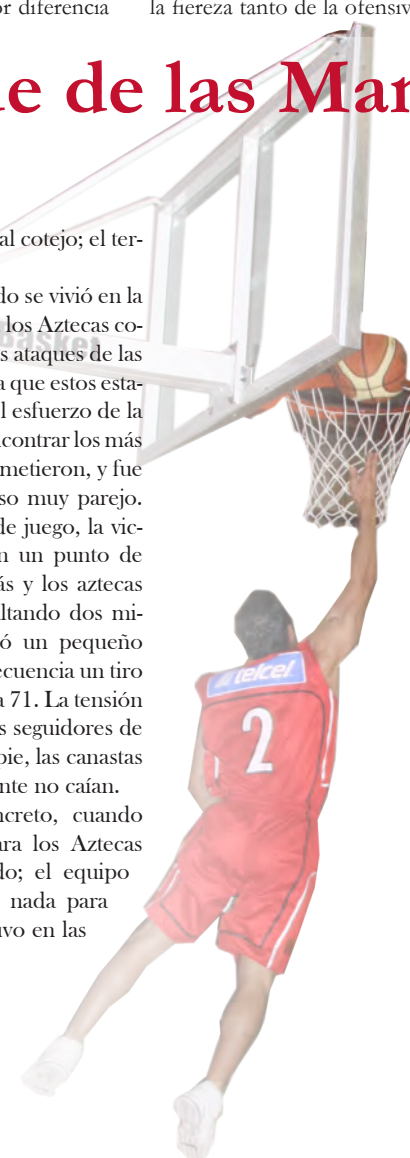 or diferencia
la fiereza tanto de la ofensiv
e de las Mar
al cotejo; el ter-
do se vivió en la
los Aztecas co-
s ataques de las
a que estos esta-
l esfuerzo de la
contrar los más
metieron, y fue
so muy parejo.
de juego, la vic-
n un punto de
ás y los aztecas
ltando dos mi-
ó un pequeño
ecuencia un tiro
a 71. La tensión
s seguidores de
pie, las canastas
nte no caían.
ncreto, cuando
ara los Aztecas
do; el equipo
nada para
vo en las
Basket
telcel
2